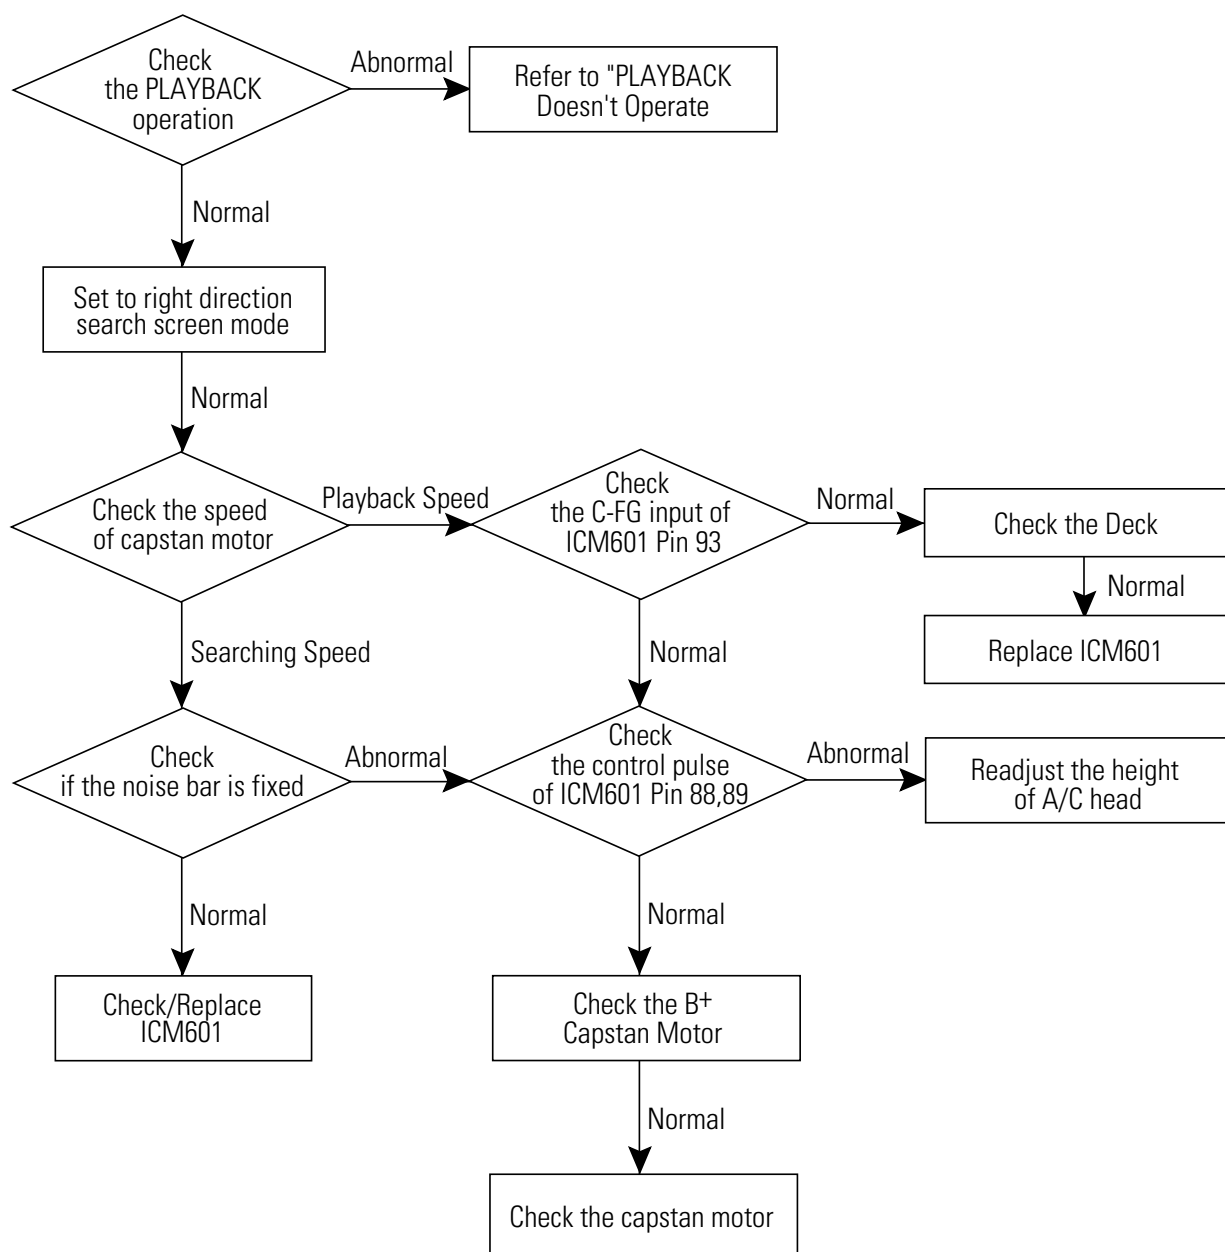 Check
the PLAYBACK
operation
Abnormal
Refer to "PLAYBACK
Doesn't Operate
Normal
Set to right direction
search screen mode
Normal
Check the speed
of capstan motor
Playback Speed
Check
the C-FG input of
ICM601 Pin 93
Normal
Check the Deck
Normal
Replace ICM601
Searching Speed
Normal
Check
if the noise bar is fixed
Abnormal
Check
the control pulse
of ICM601 Pin 88,89
Abnormal
Readjust the height
of A/C head
Normal
Check/Replace
ICM601
Normal
Check the B+
Capstan Motor
Normal
Check the capstan motor